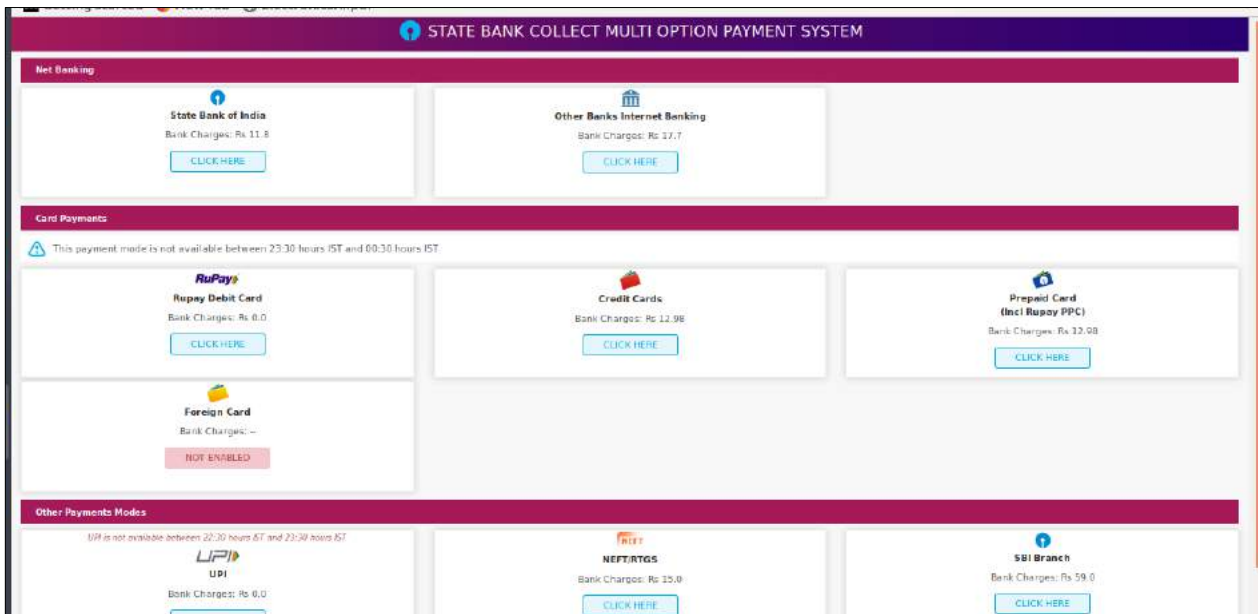 STATE BANK COLLECT MULTI OPTION PAYMENT SYSTEM
Net Banking
State Bank of India
Bank Charges: Rs 11.8
CLICK HERE
Other Banks Internet Banking
Bank Charges: Rs 17.7
CLICK HERE
Card Payments
This payment mode is not available between 23:30 hours IST and 00:30 hours IST
RuPay
Rupay Debit Card
Bank Charges: Rs 0.0
CLICK HERE
Credit Cards
Bank Charges: Rs 12.98
CLICK HERE
Prepaid Card
(Incl Rupay PPC)
Bank Charges: Rs 12.98
CLICK HERE
Foreign Card
Bank Charges: --
NOT ENABLED
Other Payments Modes
UPI is not available between 22:30 hours IST and 23:30 hours IST
UPI
UPI
Bank Charges: Rs 0.0
NEFT
NEFT/RTGS
Bank Charges: Rs 15.0
CLICK HERE
SBI Branch
Bank Charges: Rs 59.0
CLICK HERE